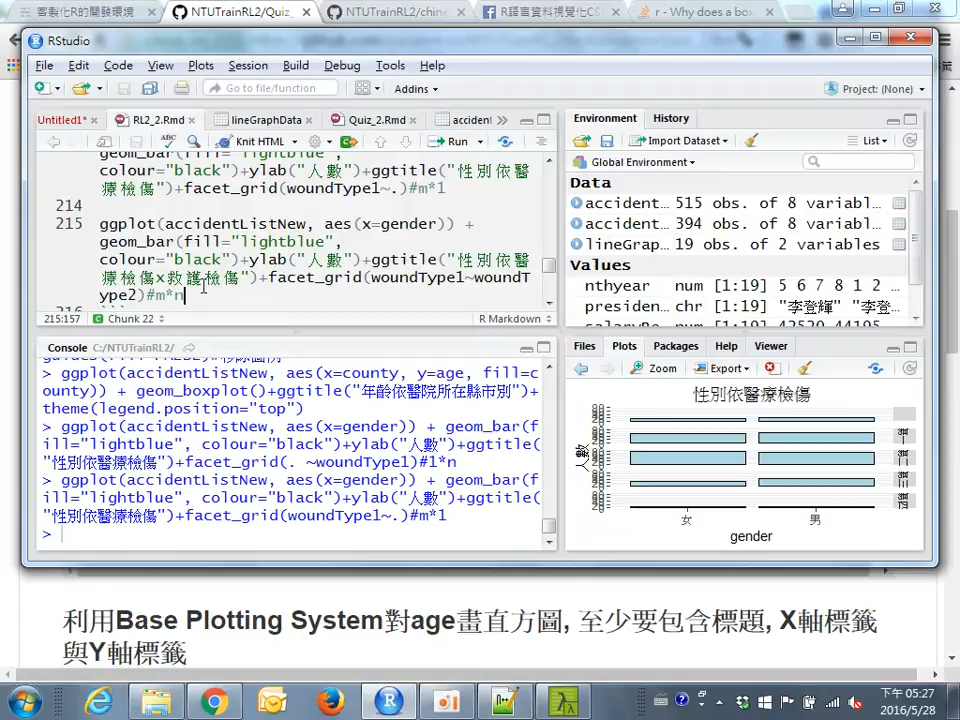 客製化R的開發環境
NTUTrainRL2/Quiz_
NTUTrainRL2/chine
R語言資料視覺化CS
r - Why does a bo
RStudio
File Edit Code View Plots Session Build Debug Tools Help
Go to file/function
Addins
Project: (None)
Untitled1* RL2_2.Rmd lineGraphData Quiz_2.Rmd acciden
Knit HTML Run
geom_bar(fill="lightblue",
colour="black")+ylab("人數")+ggtitle("性別依醫
療檢傷")+facet_grid(woundType1~.)#m*1
214
215 ggplot(accidentListNew, aes(x=gender)) +
geom_bar(fill="lightblue",
colour="black")+ylab("人數")+ggtitle("性別依醫
療檢傷x救護檢傷")+facet_grid(woundType1~woundT
ype2)#m*n
215:157 Chunk 22 R Markdown
Console C:/NTUTrainRL2/
> ggplot(accidentListNew, aes(x=county, y=age, fill=c
ounty)) + geom_boxplot()+ggtitle("年齡依醫院所在縣市別")+
theme(legend.position="top")
> ggplot(accidentListNew, aes(x=gender)) + geom_bar(f
ill="lightblue", colour="black")+ylab("人數")+ggtitle(
"性別依醫療檢傷")+facet_grid(. ~woundType1)#1*n
> ggplot(accidentListNew, aes(x=gender)) + geom_bar(f
ill="lightblue", colour="black")+ylab("人數")+ggtitle(
"性別依醫療檢傷")+facet_grid(woundType1~.)#m*1
>
Environment History
Import Dataset List
Global Environment
Data
acciden… 515 obs. of 8 variabl…
acciden… 394 obs. of 8 variabl…
lineGra… 19 obs. of 2 variables
Values
nthyear num [1:19] 5 6 7 8 1 2 …
presiden… chr [1:19] "李登輝" "李登…
Files Plots Packages Help Viewer
Zoom Export
性別依醫療檢傷
人數
女 男
gender
利用Base Plotting System對age畫直方圖, 至少要包含標題, X軸標籤
與Y軸標籤
下午 05:27
2016/5/28